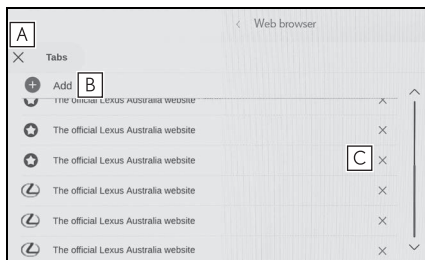 Web browser
A
Tabs
Add B
The official Lexus Australia website
The official Lexus Australia website
The official Lexus Australia website C
The official Lexus Australia website
The official Lexus Australia website
The official Lexus Australia website